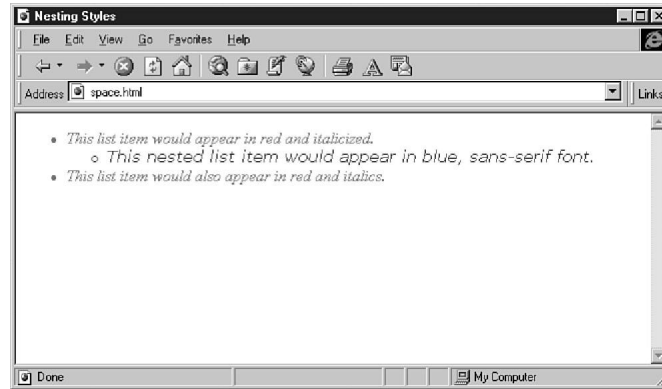 Nesting Styles
File Edit View Go Favorites Help
Address space.html Links
This list item would appear in red and italicized.
This nested list item would appear in blue, sans-serif font.
This list item would also appear in red and italics.
Done My Computer